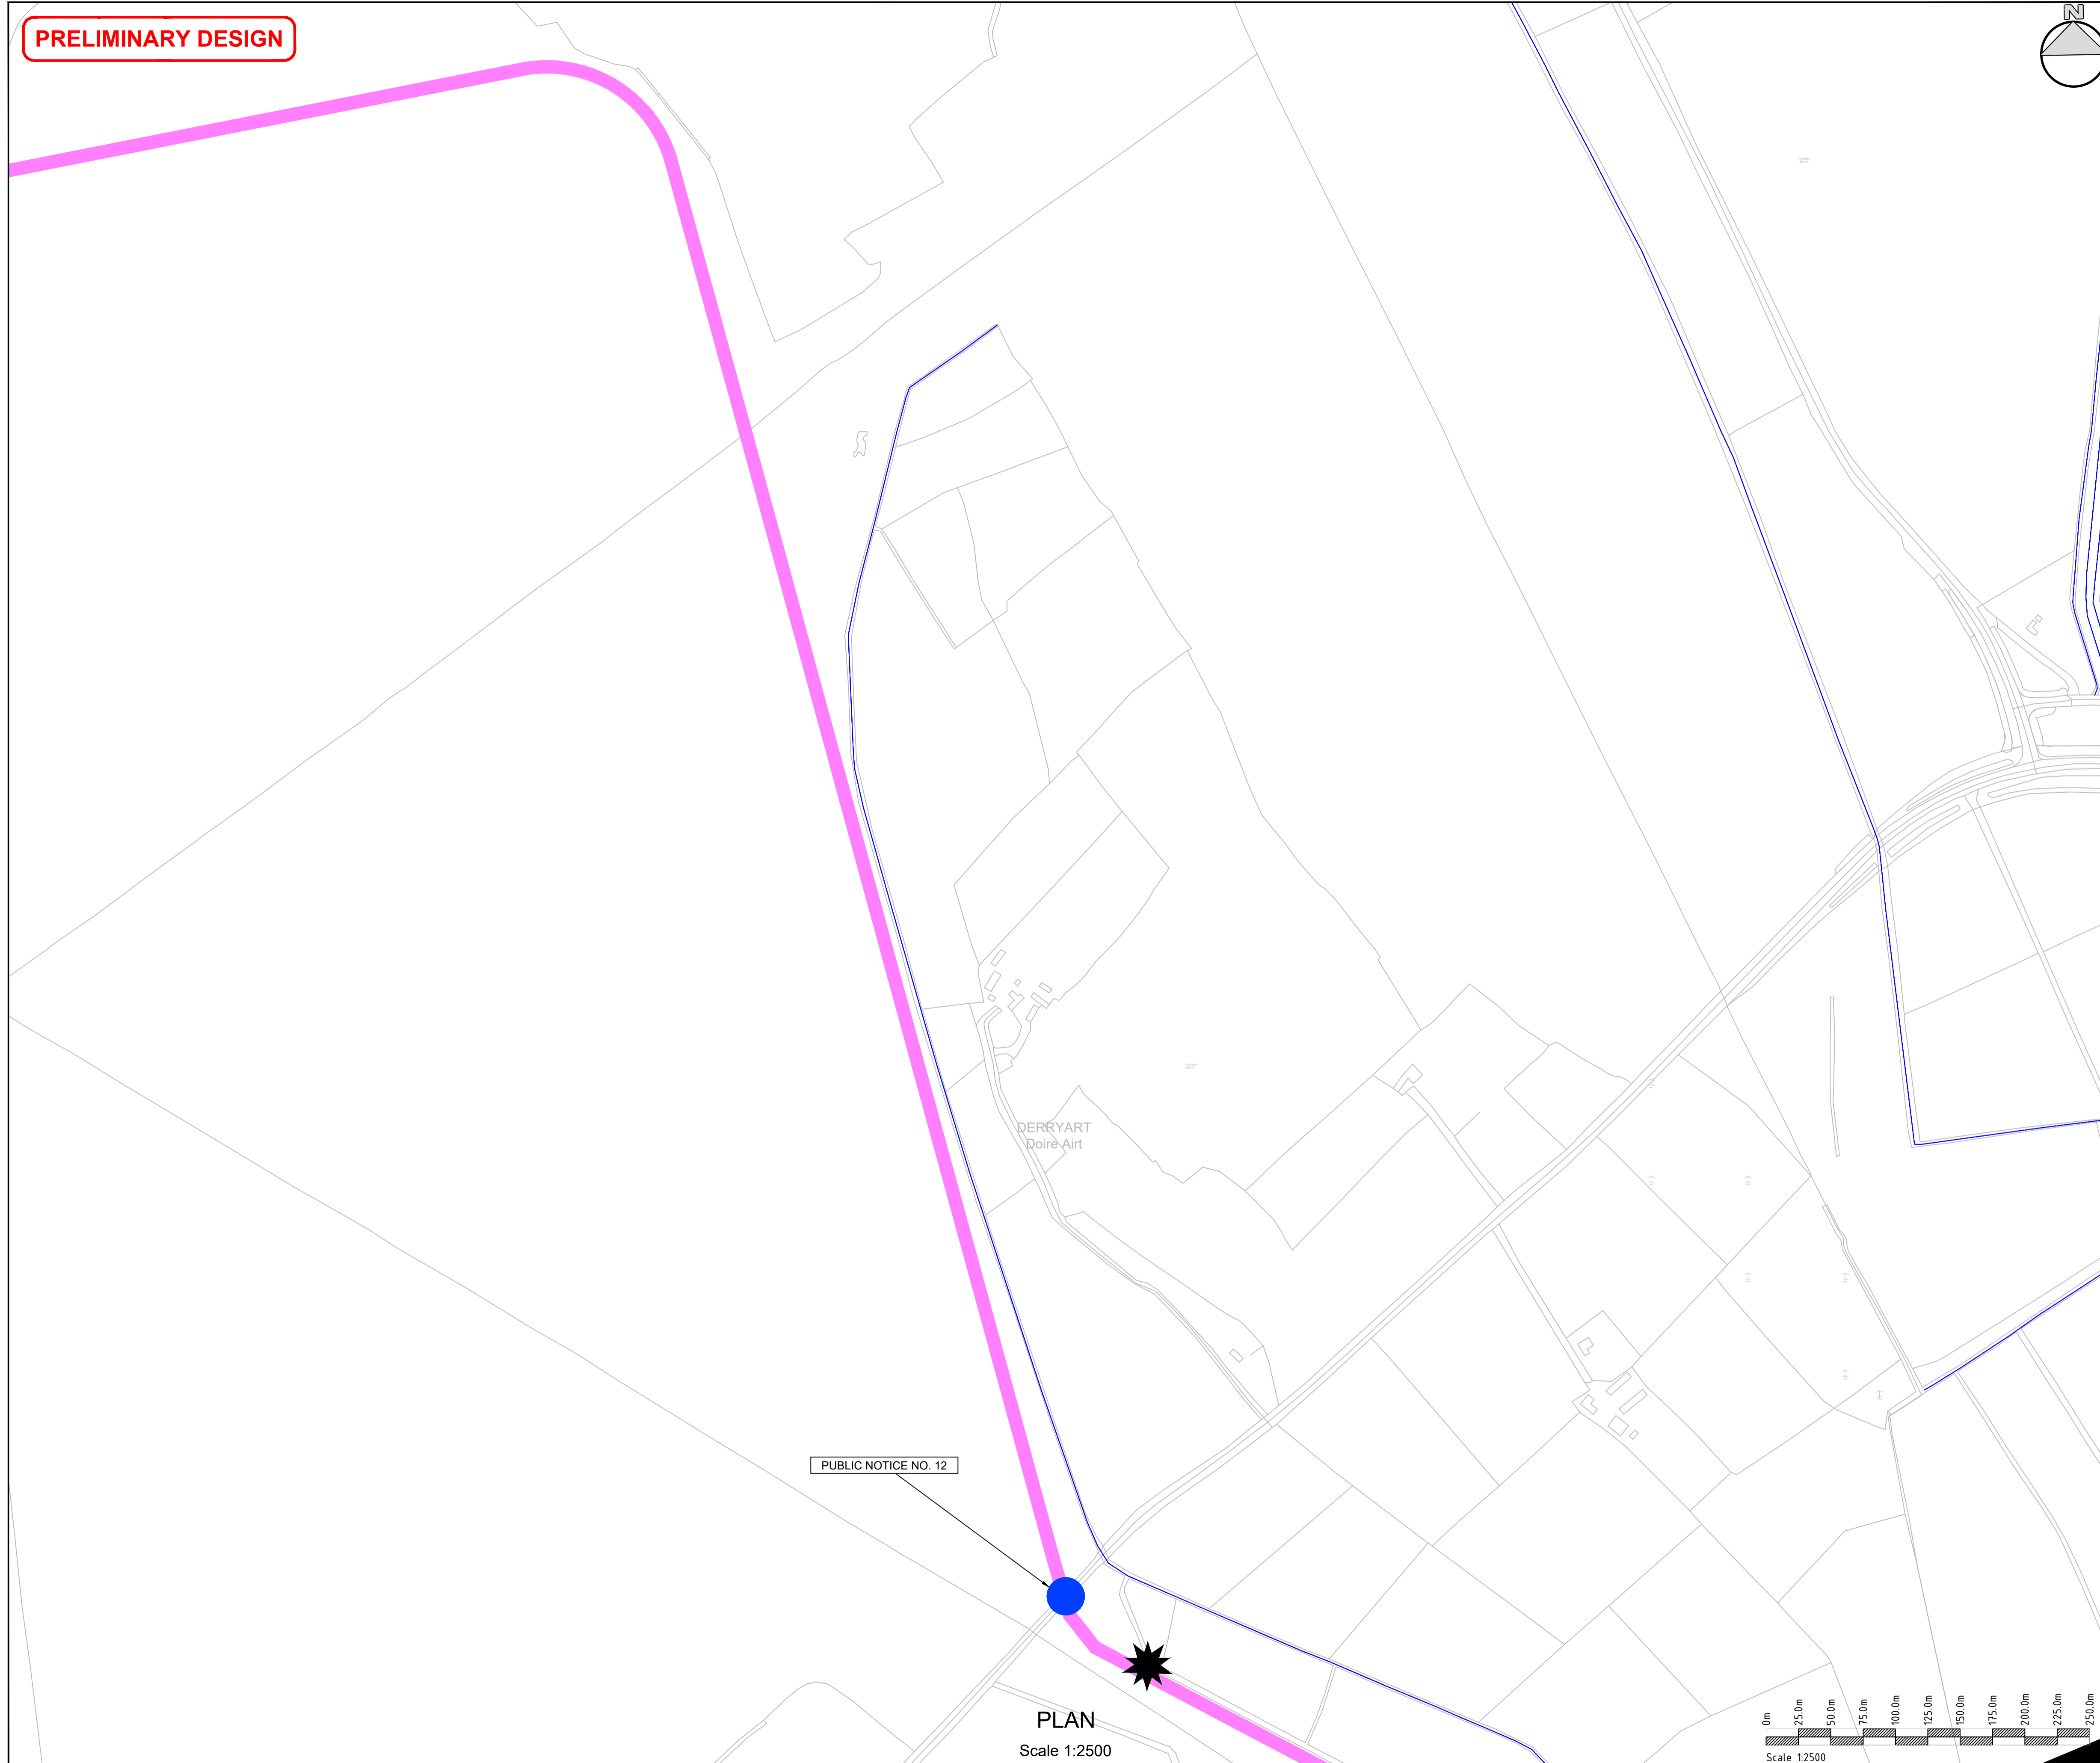 PRELIMINARY DESIGN
N
DERRYART
Doire Airt
PUBLIC NOTICE NO. 12
PLAN
Scale 1:2500
0m
25.0m
50.0m
75.0m
100.0m
125.0m
150.0m
175.0m
200.0m
225.0m
250.0m
Scale 1:2500